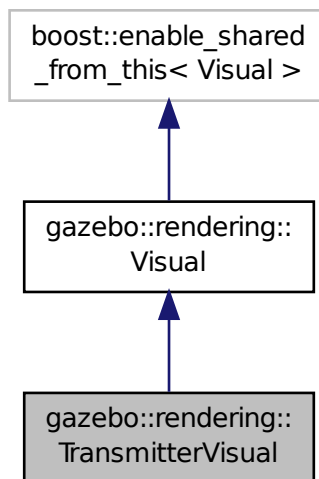 boost::enable_shared
_from_this< Visual >
gazebo::rendering::
Visual
gazebo::rendering::
TransmitterVisual